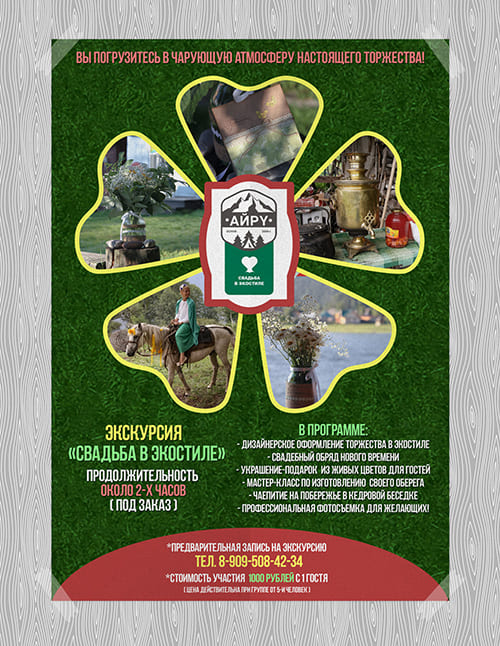 ВЫ ПОГРУЗИТЕСЬ В ЧАРУЮЩУЮ АТМОСФЕРУ НАСТОЯЩЕГО ТОРЖЕСТВА!
АЙРУ
СВАДЬБА
В ЭКОСТИЛЕ
ЭКСКУРСИЯ
«СВАДЬБА В ЭКОСТИЛЕ»
ПРОДОЛЖИТЕЛЬНОСТЬ
ОКОЛО 2-Х ЧАСОВ
( ПОД ЗАКАЗ )
В ПРОГРАММЕ:
- ДИЗАЙНЕРСКОЕ ОФОРМЛЕНИЕ ТОРЖЕСТВА В ЭКОСТИЛЕ
- СВАДЕБНЫЙ ОБРЯД НОВОГО ВРЕМЕНИ
- УКРАШЕНИЕ-ПОДАРОК ИЗ ЖИВЫХ ЦВЕТОВ ДЛЯ ГОСТЕЙ
- МАСТЕР-КЛАСС ПО ИЗГОТОВЛЕНИЮ СВОЕГО ОБЕРЕГА
- ЧАЕПИТИЕ НА ПОБЕРЕЖЬЕ В КЕДРОВОЙ БЕСЕДКЕ
- ПРОФЕССИОНАЛЬНАЯ ФОТОСЪЕМКА ДЛЯ ЖЕЛАЮЩИХ!
*ПРЕДВАРИТЕЛЬНАЯ ЗАПИСЬ НА ЭКСКУРСИЮ
ТЕЛ. 8-909-508-42-34
*СТОИМОСТЬ УЧАСТИЯ 1000 РУБЛЕЙ С 1 ГОСТЯ
( ЦЕНА ДЕЙСТВИТЕЛЬНА ПРИ ГРУППЕ ОТ 5-И ЧЕЛОВЕК )